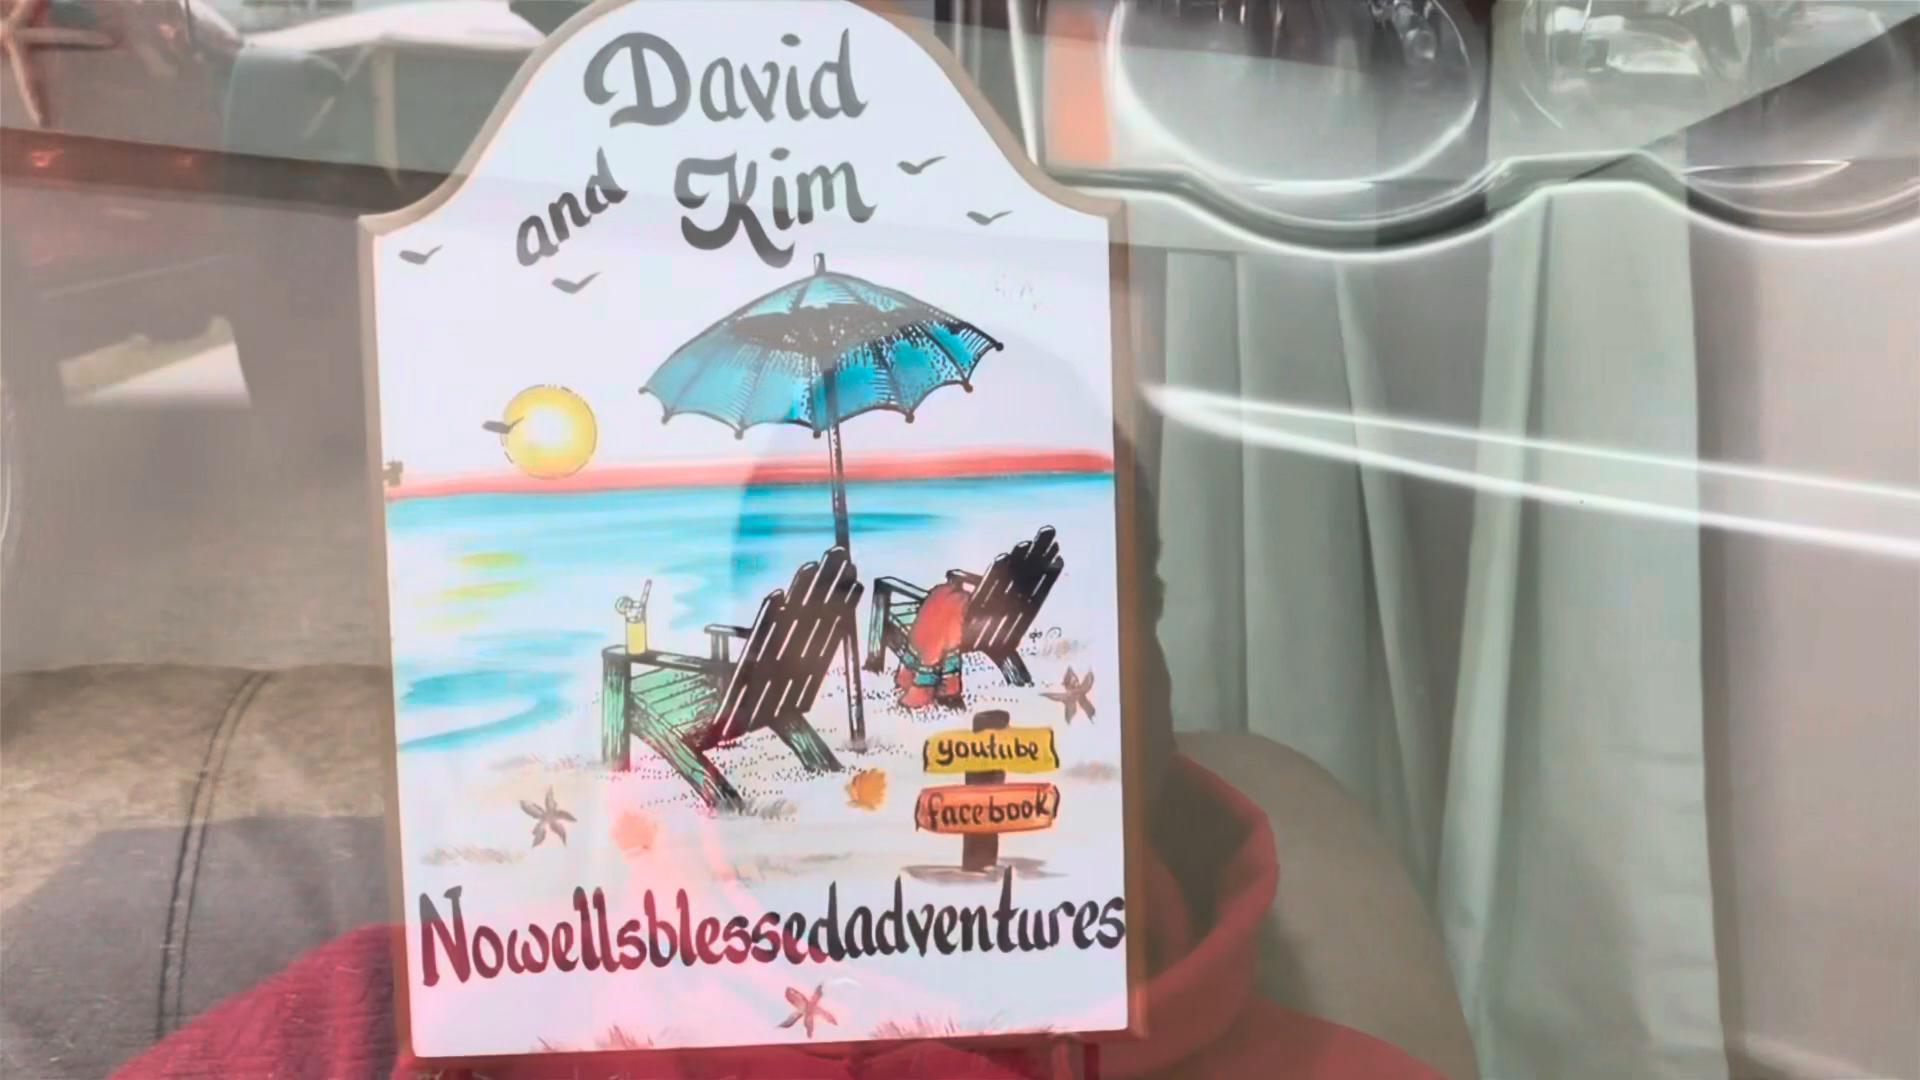 David
and Kim
youtube
facebook
Nowellsblessedadventures